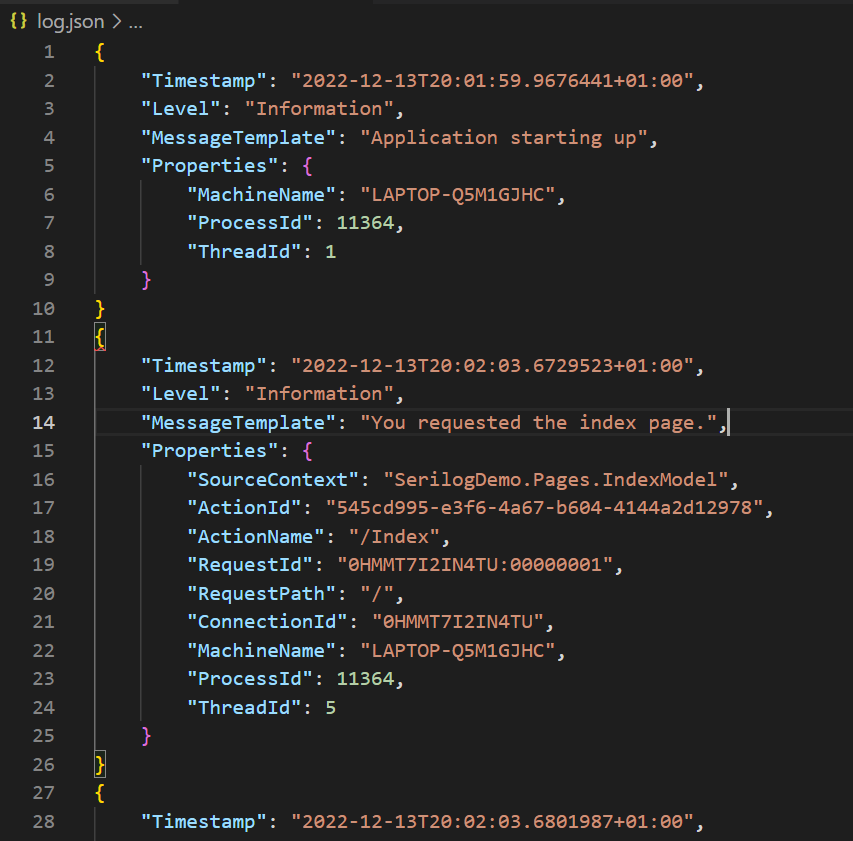 {} log.json > ...
1 {
2 "Timestamp": "2022-12-13T20:01:59.9676441+01:00",
3 "Level": "Information",
4 "MessageTemplate": "Application starting up",
5 "Properties": {
6 "MachineName": "LAPTOP-Q5M1GJHC",
7 "ProcessId": 11364,
8 "ThreadId": 1
9 }
10 }
11 {
12 "Timestamp": "2022-12-13T20:02:03.6729523+01:00",
13 "Level": "Information",
14 "MessageTemplate": "You requested the index page.",
15 "Properties": {
16 "SourceContext": "SerilogDemo.Pages.IndexModel",
17 "ActionId": "545cd995-e3f6-4a67-b604-4144a2d12978",
18 "ActionName": "/Index",
19 "RequestId": "0HMMT7I2IN4TU:00000001",
20 "RequestPath": "/",
21 "ConnectionId": "0HMMT7I2IN4TU",
22 "MachineName": "LAPTOP-Q5M1GJHC",
23 "ProcessId": 11364,
24 "ThreadId": 5
25 }
26 }
27 {
28 "Timestamp": "2022-12-13T20:02:03.6801987+01:00",